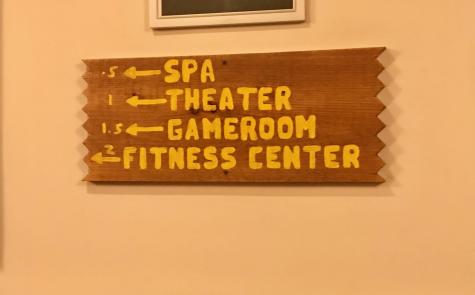 .5 ← SPA
1 ← THEATER
1.5 ← GAMEROOM
2 ← FITNESS CENTER